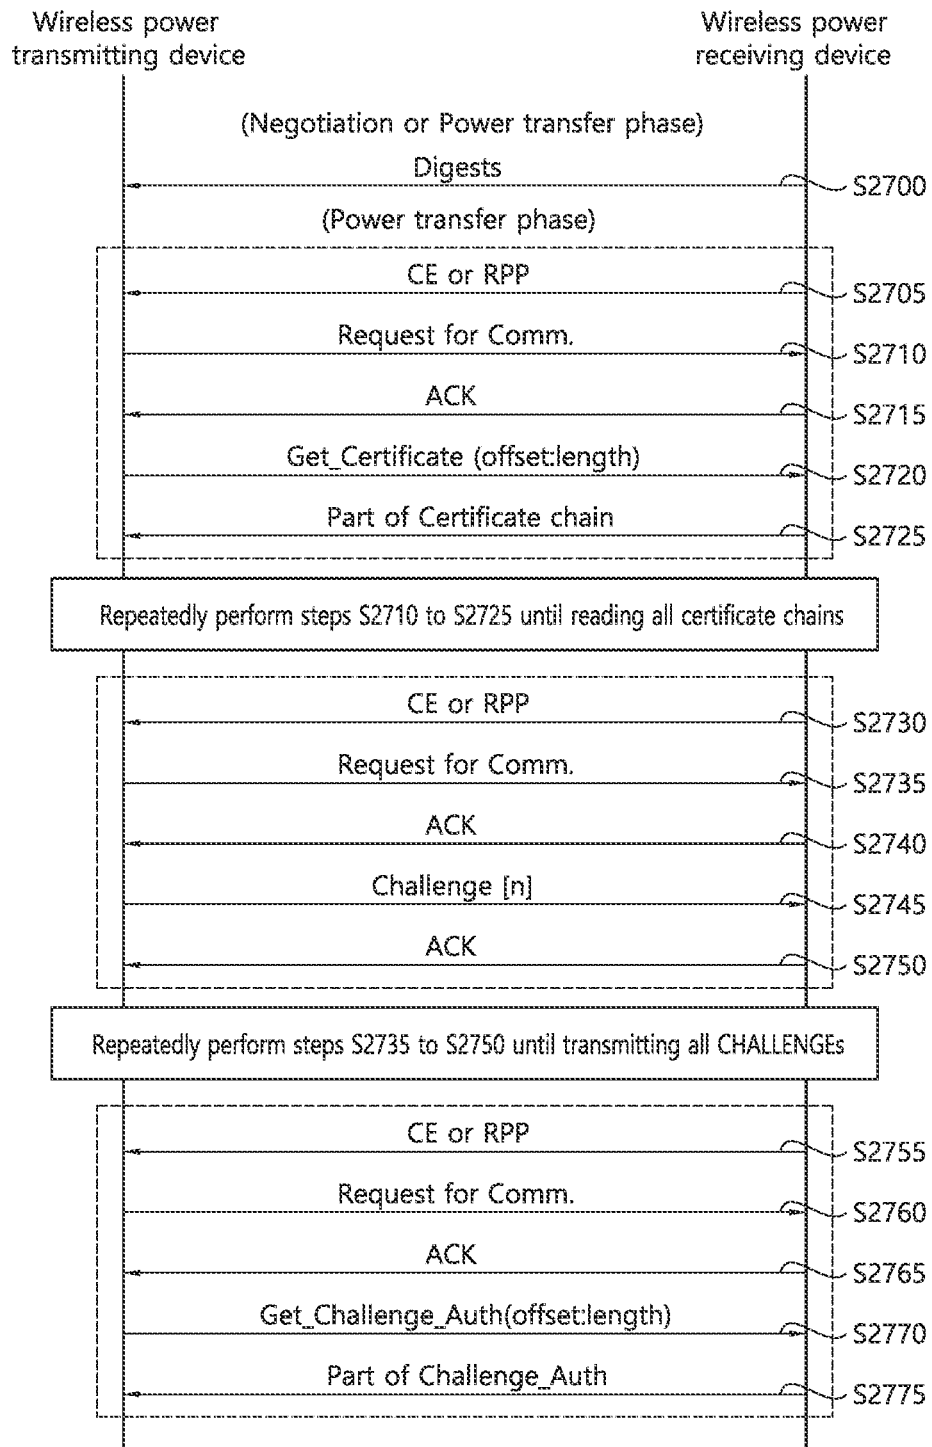 Wireless power
transmitting device
Wireless power
receiving device
(Negotiation or Power transfer phase)
Digests
S2700
(Power transfer phase)
CE or RPP
S2705
Request for Comm.
S2710
ACK
S2715
Get_Certificate (offset:length)
S2720
Part of Certificate chain
S2725
Repeatedly perform steps S2710 to S2725 until reading all certificate chains
CE or RPP
S2730
Request for Comm.
S2735
ACK
S2740
Challenge [n]
S2745
ACK
S2750
Repeatedly perform steps S2735 to S2750 until transmitting all CHALLENGEs
CE or RPP
S2755
Request for Comm.
S2760
ACK
S2765
Get_Challenge_Auth(offset:length)
S2770
Part of Challenge_Auth
S2775